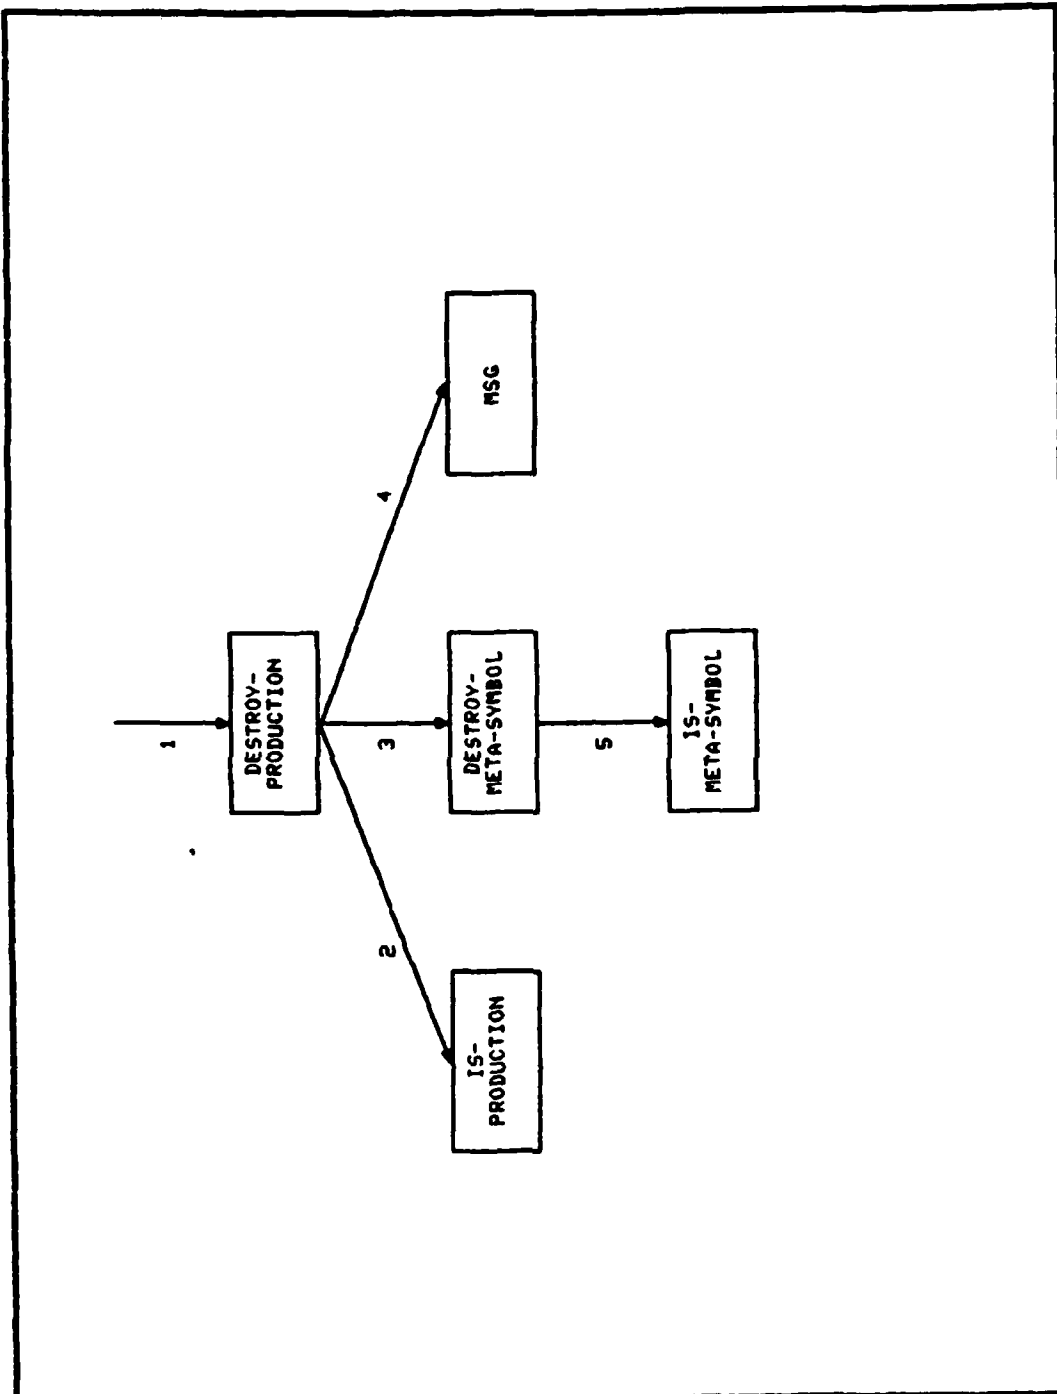 1
DESTROY-
PRODUCTION
2
3
4
IS-
PRODUCTION
DESTROY-
META-SYMBOL
MSG
5
IS-
META-SYMBOL